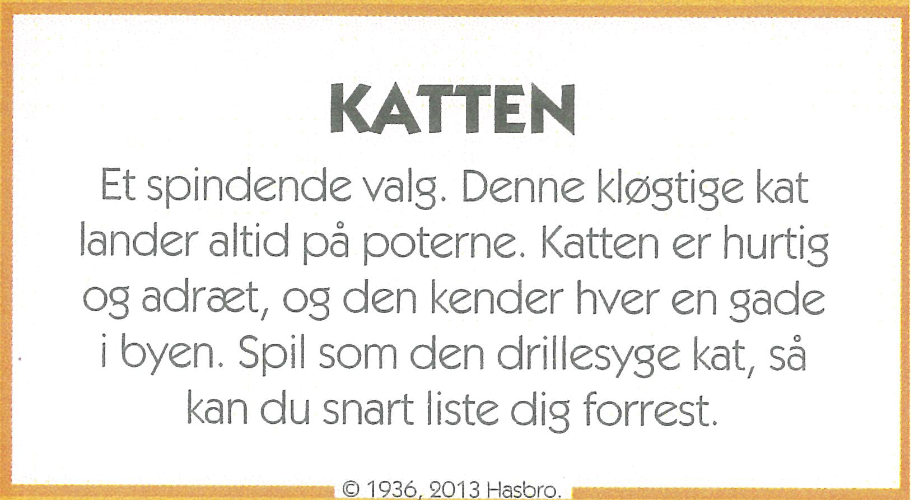 KATTEN
Et spindende valg. Denne kløgtige kat
lander altid på poterne. Katten er hurtig
og adræt, og den kender hver en gade
i byen. Spil som den drillesyge kat, så
kan du snart liste dig forrest.
© 1936, 2013 Hasbro.